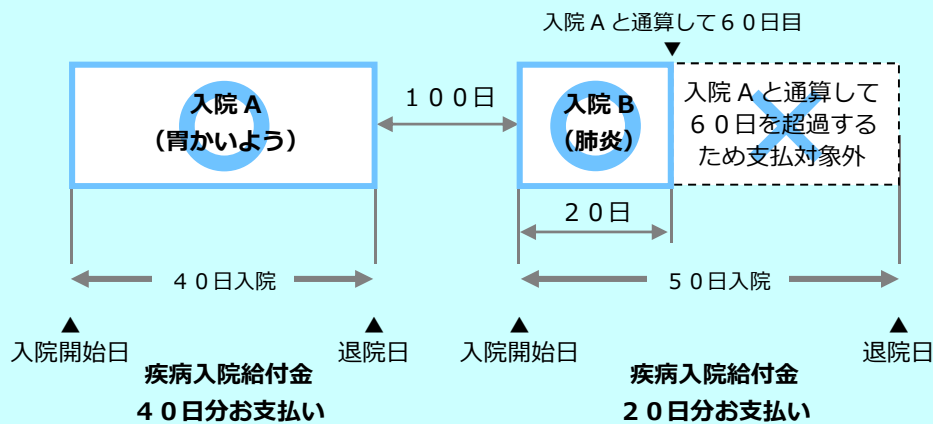 入院 A と通算して６０日目
▼
入院 A
（胃かいよう）
１００日
入院 B
（肺炎）
入院 A と通算して
６０日を超過する
ため支払対象外
２０日
４０日入院
５０日入院
▲ ▲ ▲ ▲
入院開始日 退院日 入院開始日 退院日
疾病入院給付金
４０日分お支払い
疾病入院給付金
２０日分お支払い